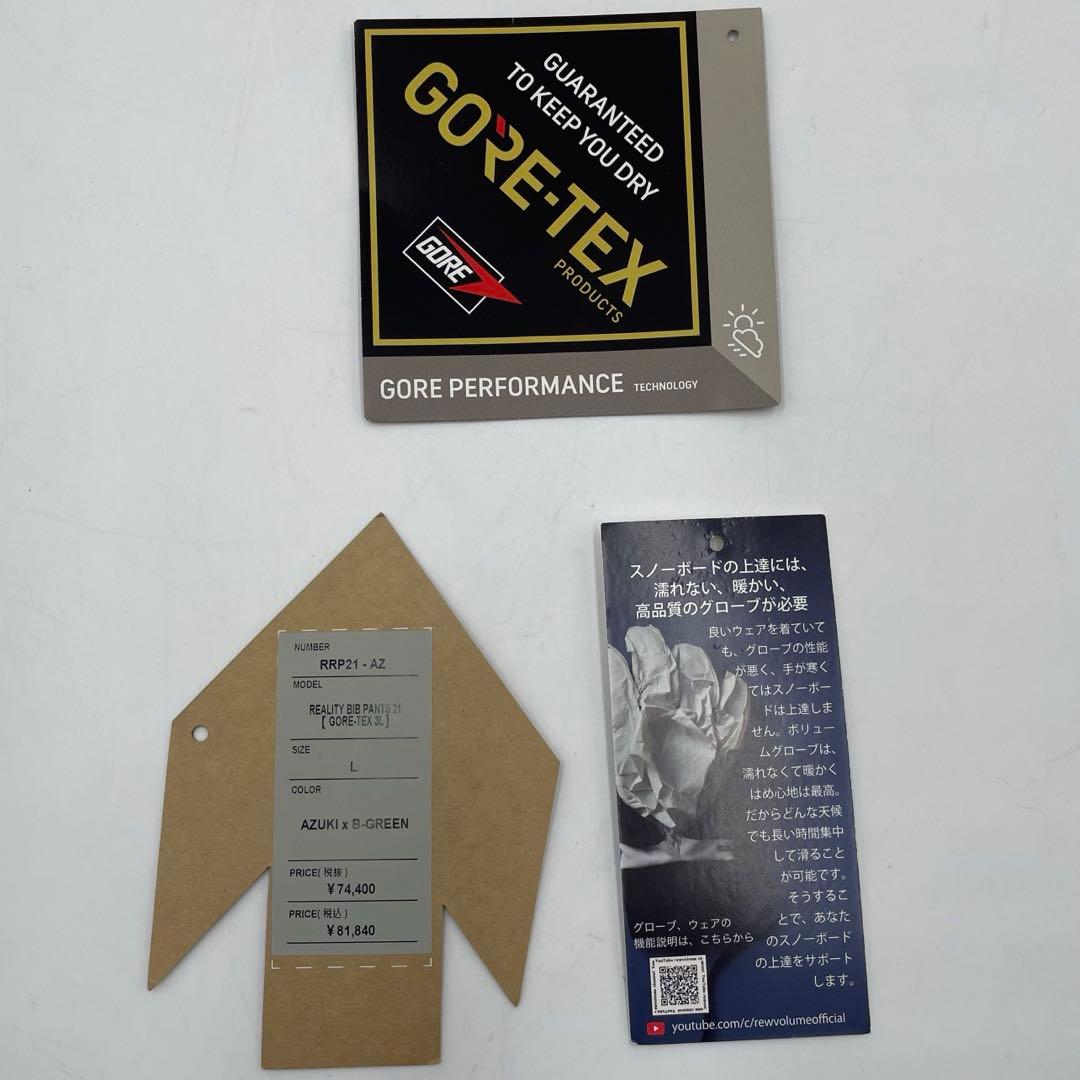 GUARANTEED
TO KEEP YOU DRY
GORE-TEX
PRODUCTS
GORE
GORE PERFORMANCE TECHNOLOGY
NUMBER
RRP21 - AZ
MODEL
REALITY BIB PANTS 21
[ GORE-TEX 3L ]
SIZE
L
COLOR
AZUKI x B-GREEN
PRICE(税抜)
¥74,400
PRICE(税込)
¥81,840
スノーボードの上達には、
濡れない、暖かい、
高品質のグローブが必要
良いウェアを着ていて
も、グローブの性能
が悪く、手が寒く
てはスノーボー
ドは上達しま
せん。ボリュー
ムグローブは、
濡れなくて暖かく
はめ心地は最高。
だからどんな天候
でも長い時間集中
して滑ること
が可能です。
そうするこ
とで、あなた
のスノーボード
の上達をサポート
します。
グローブ、ウェアの
機能説明は、こちらから
youtube.com/c/rewvolumeofficial